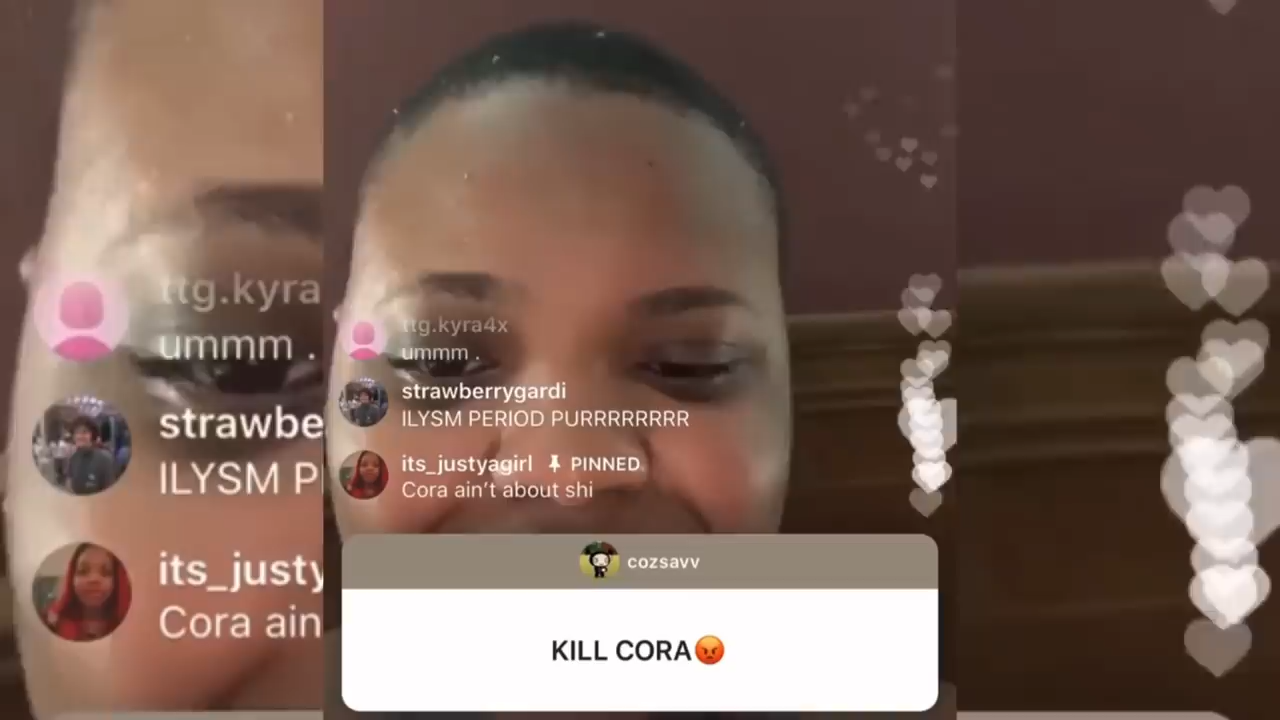 ttg.kyra
ummm .
strawbe
ILYSM P
its_justy
Cora ain
ttg.kyra4x
ummm .
strawberrygardi
ILYSM PERIOD PURRRRRRRR
its_justyagirl PINNED
Cora ain't about shi
cozsavv
KILL CORA😡